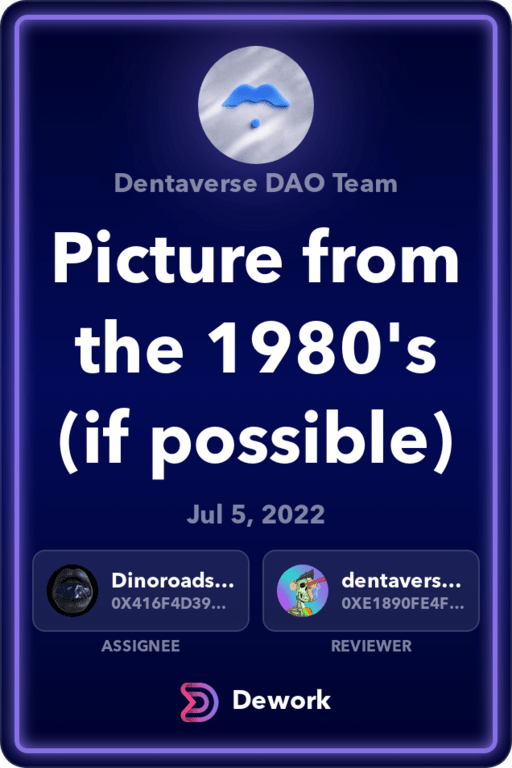 Dentaverse DAO Team
Picture from
the 1980's
(if possible)
Jul 5, 2022
Dinoroads...
0X416F4D39...
dentavers...
0XE1890FE4F...
ASSIGNEE
REVIEWER
Dework